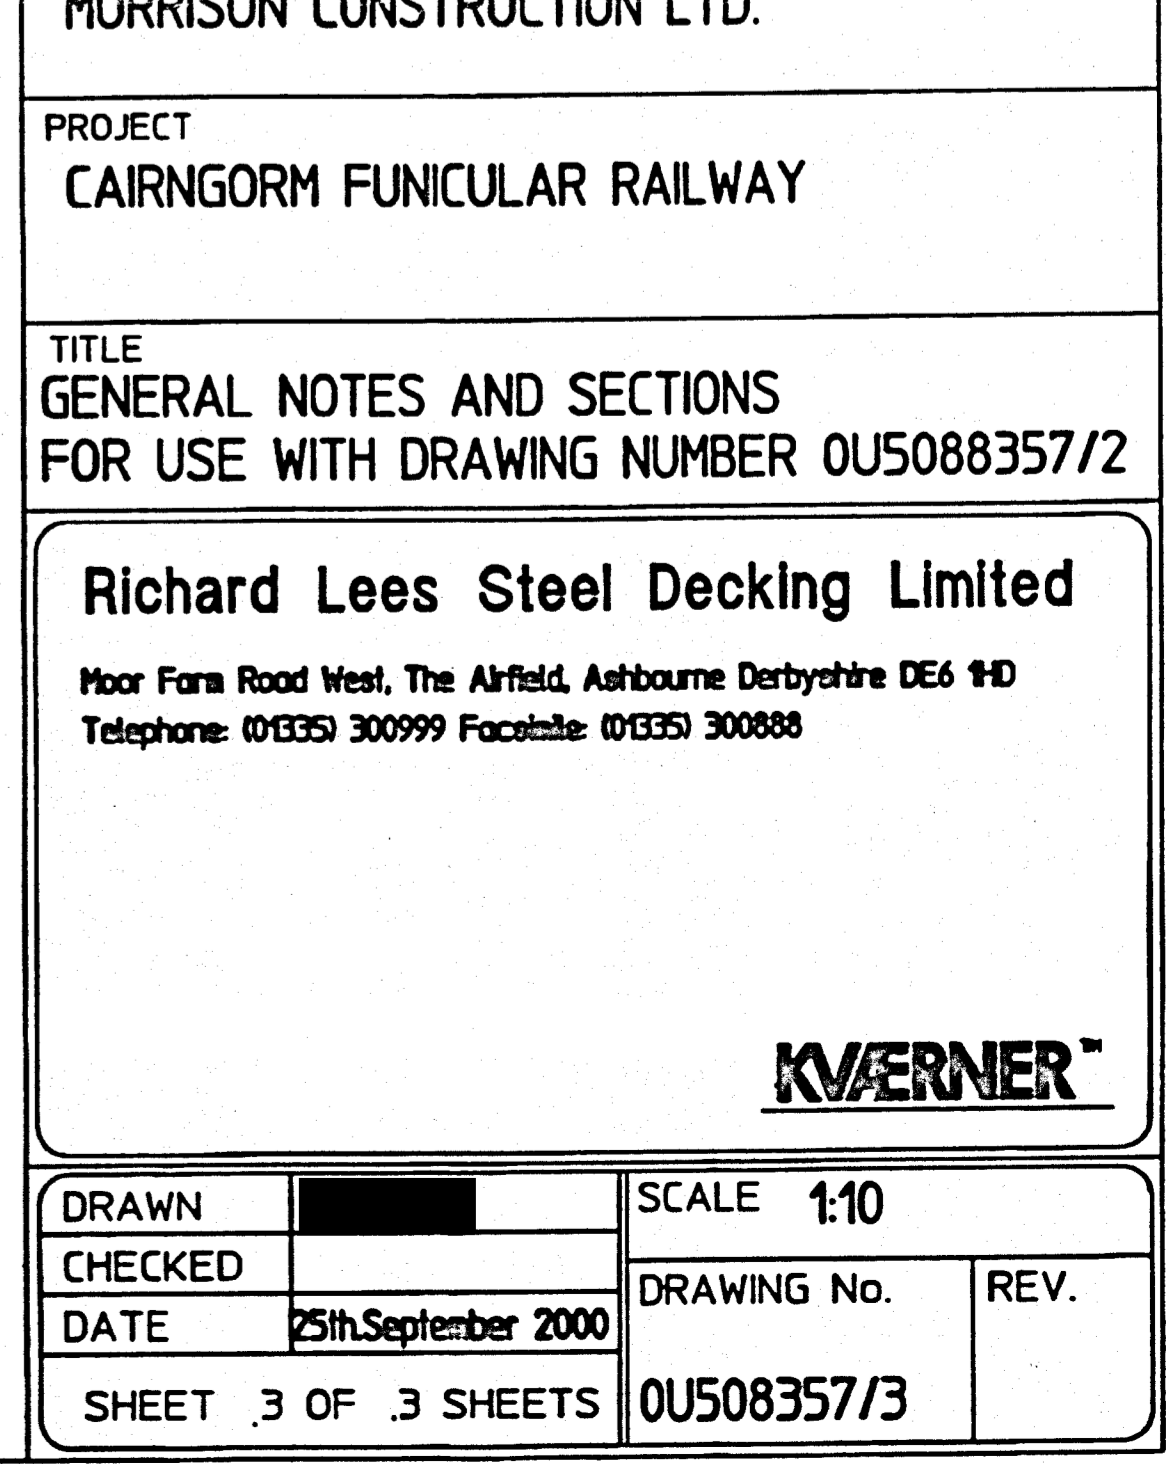 MORRISON CONSTRUCTION LTD.
PROJECT
CAIRNGORM FUNICULAR RAILWAY
TITLE
GENERAL NOTES AND SECTIONS
FOR USE WITH DRAWING NUMBER OU5088357/2
Richard Lees Steel Decking Limited
Moor Farm Road West, The Airfield, Ashbourne Derbyshire DE6 1HD
Telephone: (01335) 300999 Facsimile: (01335) 300888
KVÆRNER™
DRAWN
CHECKED
DATE 25th.September 2000
SHEET .3 OF .3 SHEETS
SCALE 1:10
DRAWING No.
OU508357/3
REV.